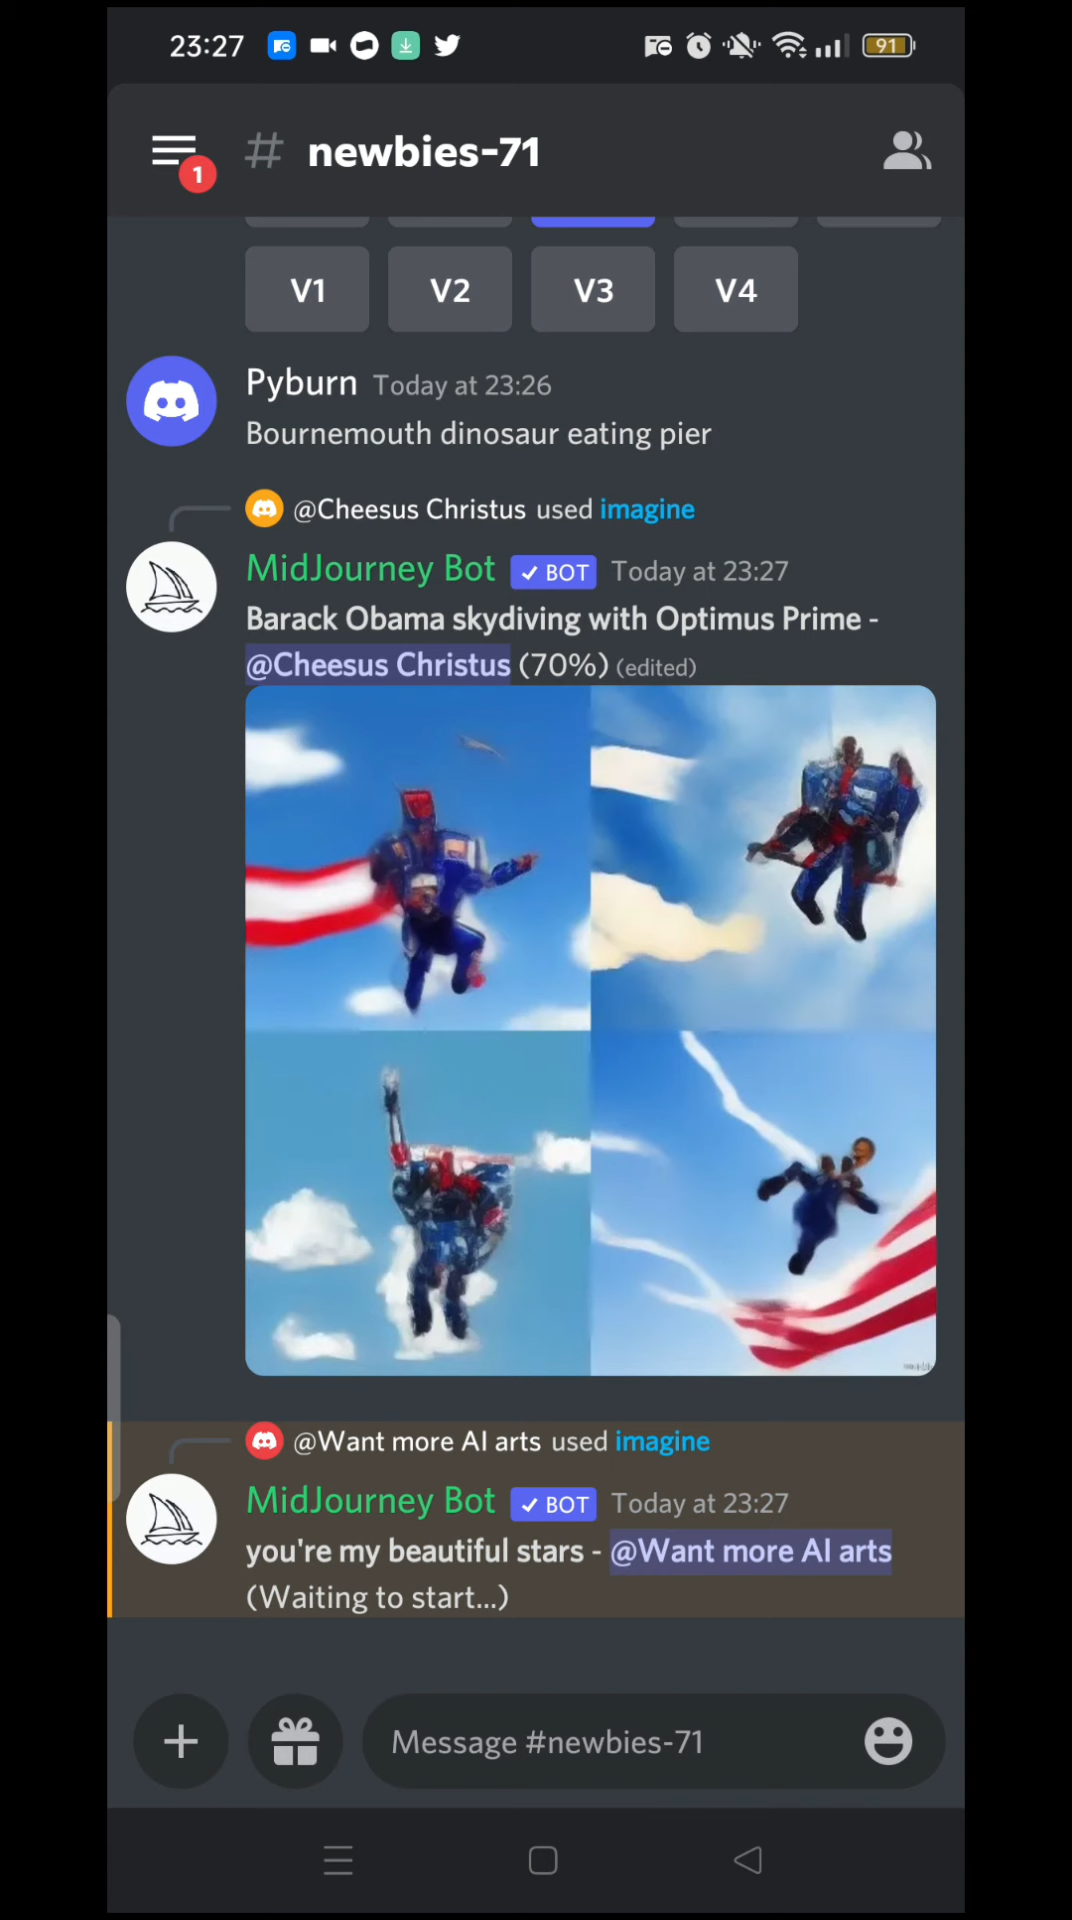 23:27
91
1
# newbies-71
V1 V2 V3 V4
Pyburn Today at 23:26
Bournemouth dinosaur eating pier
@Cheesus Christus used imagine
MidJourney Bot ✓ BOT Today at 23:27
Barack Obama skydiving with Optimus Prime -
@Cheesus Christus (70%) (edited)
@Want more AI arts used imagine
MidJourney Bot ✓ BOT Today at 23:27
you're my beautiful stars - @Want more AI arts
(Waiting to start...)
Message #newbies-71